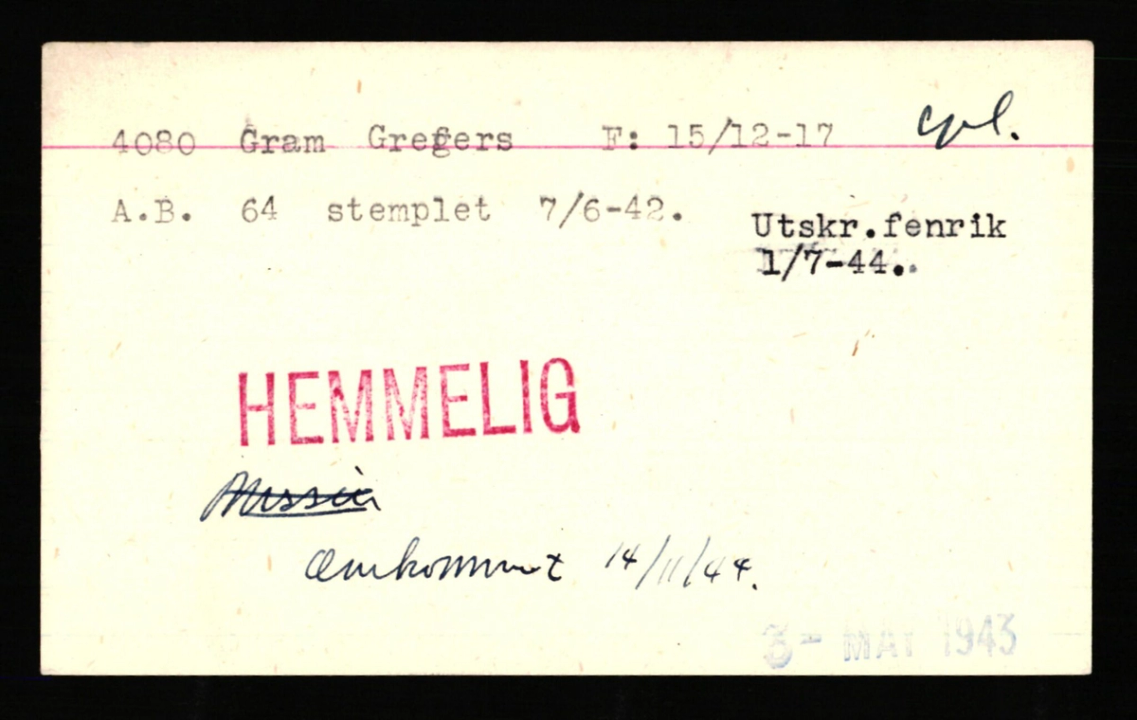 4080 Gram Gregers F: 15/12-17 cpl.
A.B. 64 stemplet 7/6-42.
Utskr.fenrik
1/7-44.
HEMMELIG
Omkommet 14/11/44.
3- MAI 1943